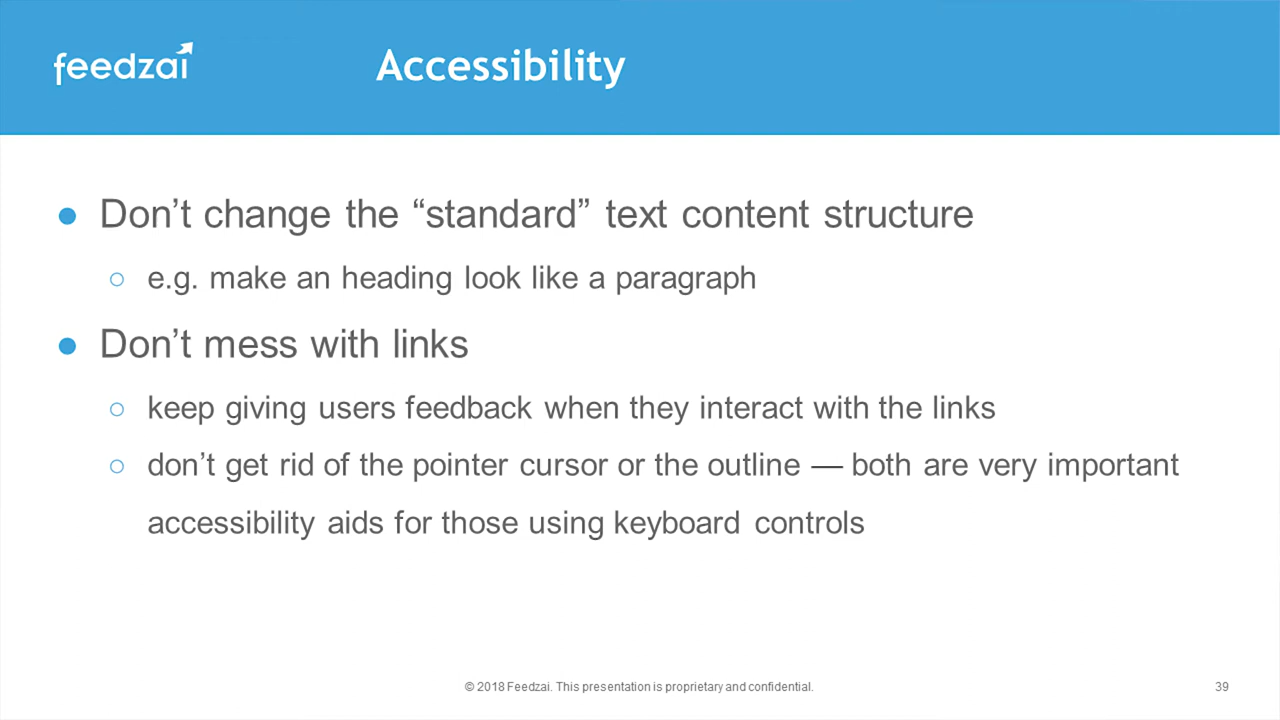 feedzai
Accessibility
● Don’t change the “standard” text content structure
○ e.g. make an heading look like a paragraph
● Don’t mess with links
○ keep giving users feedback when they interact with the links
○ don’t get rid of the pointer cursor or the outline — both are very important
accessibility aids for those using keyboard controls
© 2018 Feedzai. This presentation is proprietary and confidential.
39